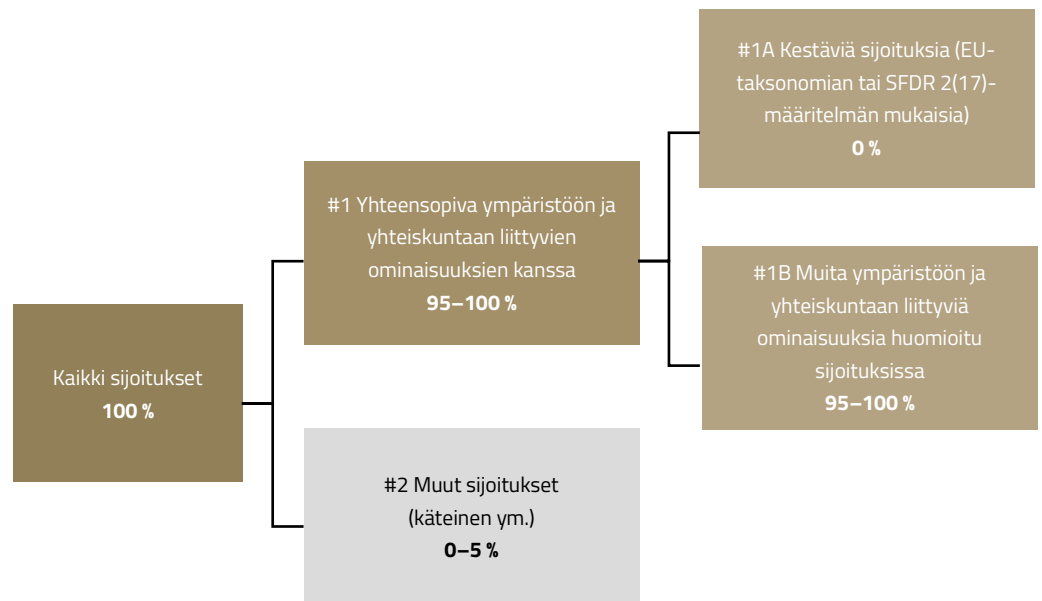 Kaikki sijoitukset
100 %
#1 Yhteensopiva ympäristöön ja
yhteiskuntaan liittyvien
ominaisuuksien kanssa
95–100 %
#2 Muut sijoitukset
(käteinen ym.)
0–5 %
#1A Kestäviä sijoituksia (EU-
taksonomian tai SFDR 2(17)-
määritelmän mukaisia)
0 %
#1B Muita ympäristöön ja
yhteiskuntaan liittyviä
ominaisuuksia huomioitu
sijoituksissa
95–100 %